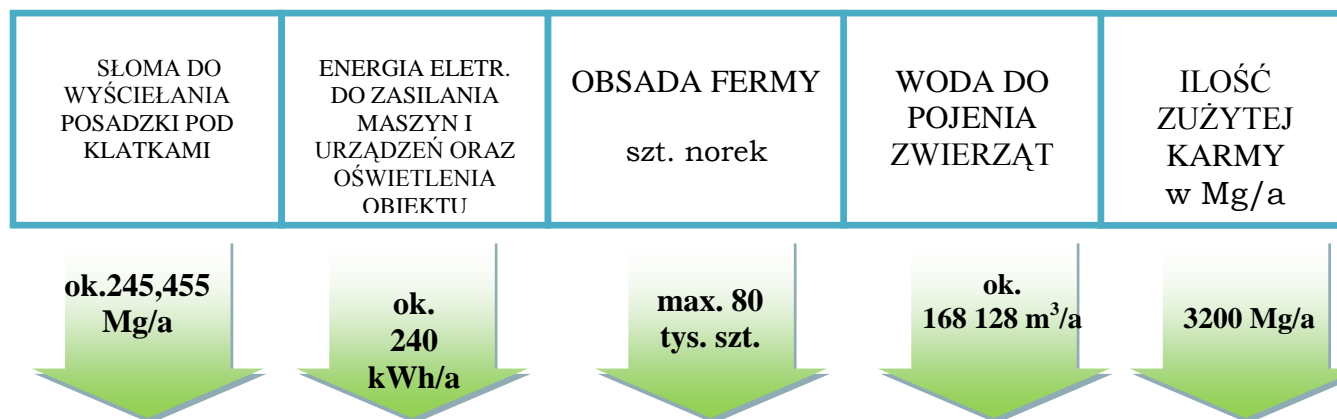 SŁOMA DO
WYŚCIEŁANIA
POSADZKI POD
KLATKAMI
ENERGIA ELETR.
DO ZASILANIA
MASZYN I
URZĄDZEŃ ORAZ
OŚWIETLENIA
OBIEKTU
OBSADA FERMY
szt. norek
WODA DO
POJENIA
ZWIERZĄT
ILOŚĆ
ZUŻYTEJ
KARMY
w Mg/a
ok.245,455
Mg/a
ok.
240
kWh/a
max. 80
tys. szt.
ok.
168 128 m³/a
3200 Mg/a